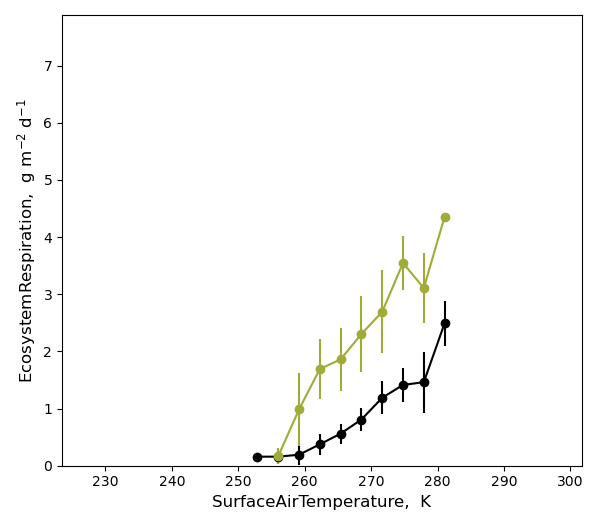 7
6
5
4
3
2
1
0
EcosystemRespiration, g m⁻² d⁻¹
230 240 250 260 270 280 290 300
SurfaceAirTemperature, K